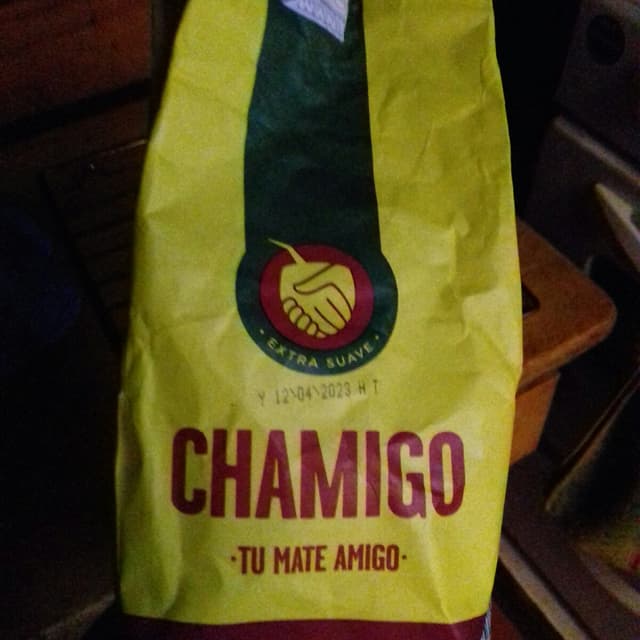 · EXTRA SUAVE ·
Y 12\04\2023 H T
CHAMIGO
·TU MATE AMIGO·